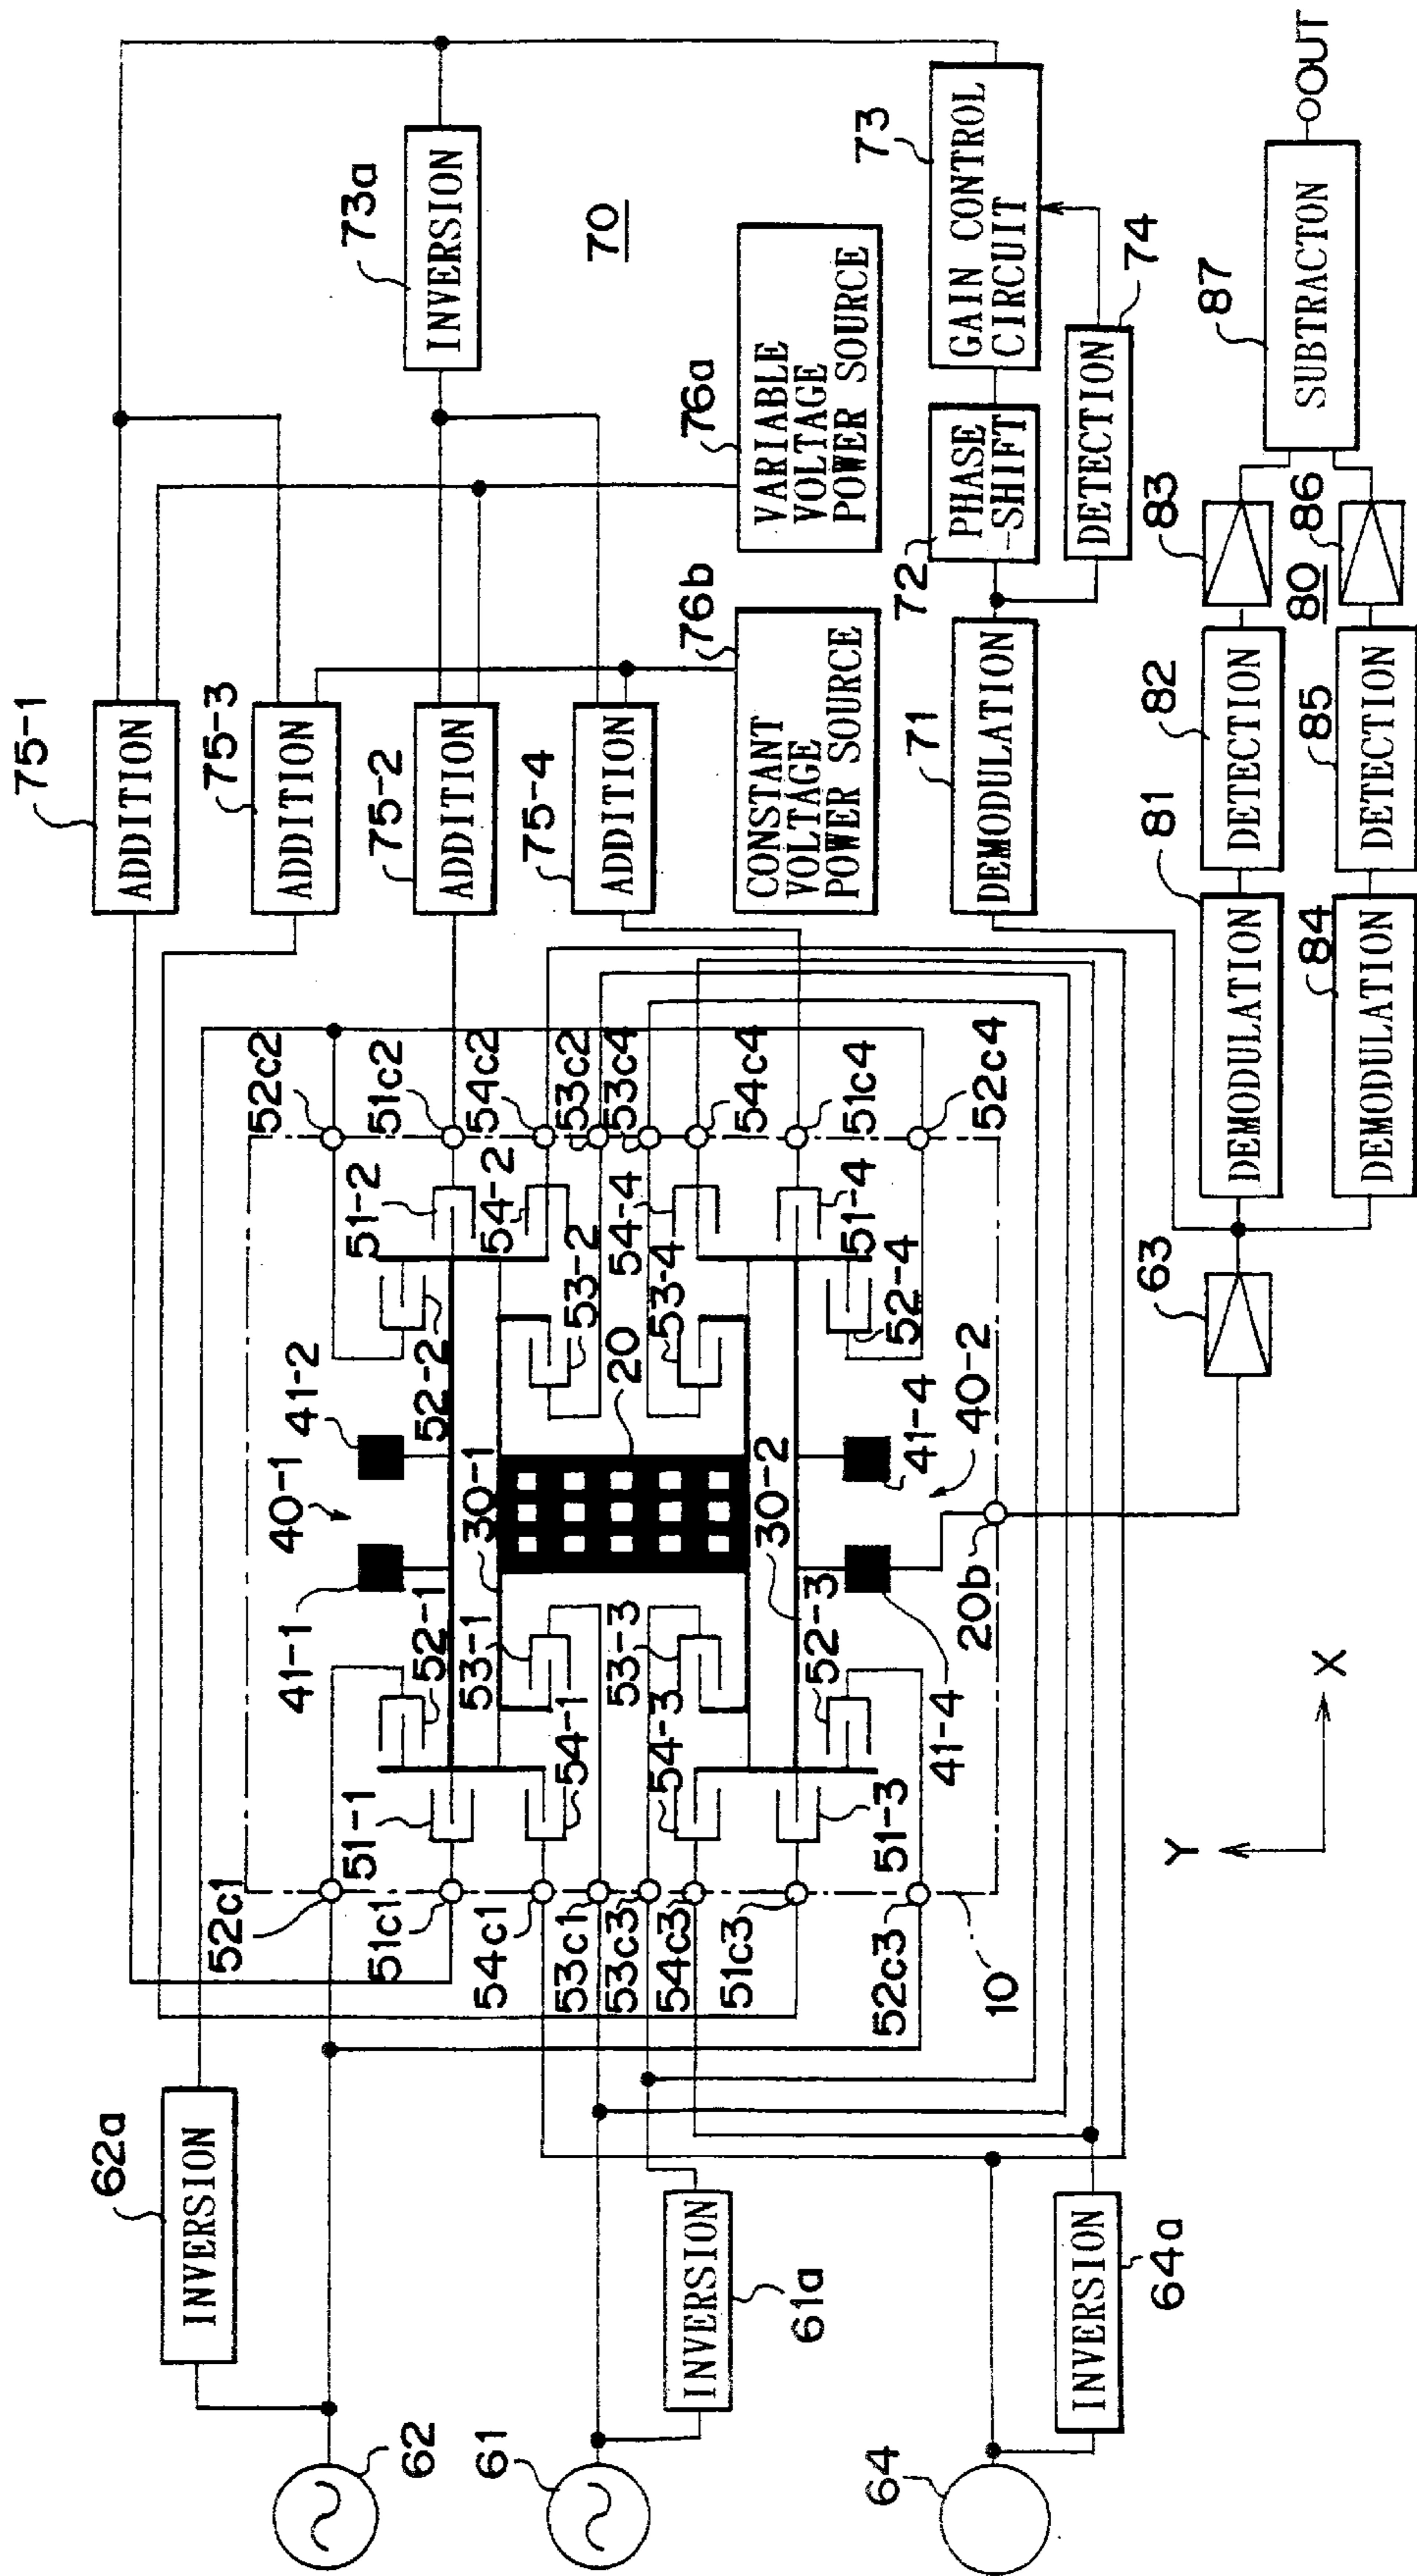 62a
INVERSION
62
61
INVERSION
61a
64
INVERSION
64a
75-1
ADDITION
75-3
ADDITION
75-2
ADDITION
75-4
ADDITION
73a
INVERSION
70
76b
CONSTANT
VOLTAGE
POWER SOURCE
76a
VARIABLE
VOLTAGE
POWER SOURCE
71
DEMODULATION
72
PHASE
SHIFT
73
GAIN CONTROL
CIRCUIT
74
DETECTION
63
81
DEMODULATION
82
DETECTION
83
80
84
DEMODULATION
85
DETECTION
86
87
SUBTRACTON
OUT
52c1
51c1
54c1
53c1
53c3
54c3
51c3
52c3
10
51-1
52-1
53-1
54-1
53-3
54-3
52-3
51-3
41-1
40-1
41-2
30-1
20
30-2
41-4
20b
41-4
40-2
52-2
51-2
54-2
53-2
53-4
54-4
51-4
52-4
52c2
51c2
54c2
53c2
53c4
54c4
51c4
52c4
Y
X